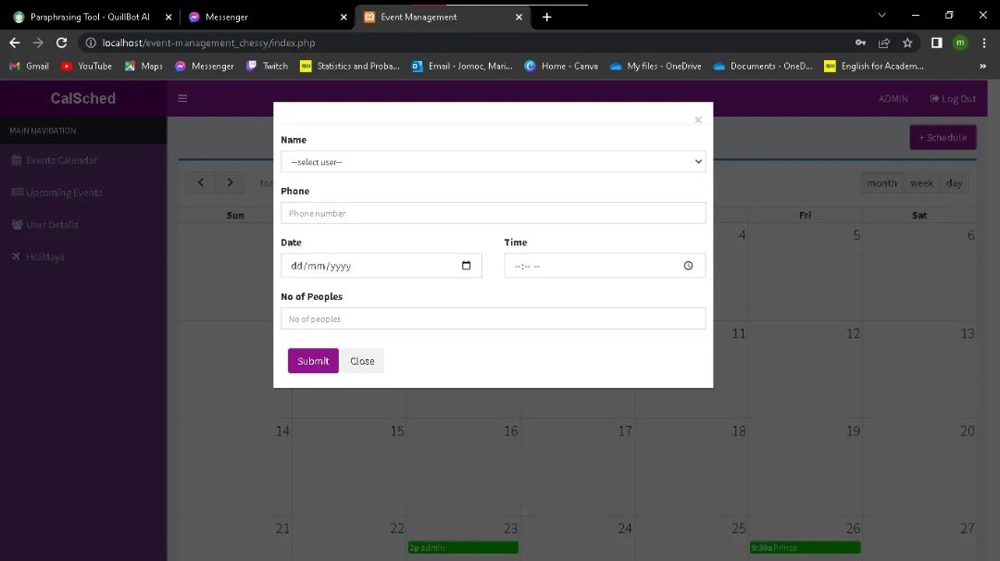 Paraphrasing Tool - QuillBot AI
Messenger
Event Management
localhost/event-management_chessy/index.php
m
Gmail YouTube Maps Messenger Twitch Statistics and Proba... Email - Jomoc, Mari... Home - Canva My files - OneDrive Documents - OneD... English for Academ... »
CalSched
ADMIN Log Out
MAIN NAVIGATION
Events Calendar
Upcoming Events
User Details
Holidays
+ Schedule
month week day
Sun Fri Sat
4 5 6
11 12 13
14 15 16 17 18 19 20
21 22 23 24 25 26 27
2p admin
9:30a Prince
×
Name
--select user--
Phone
Phone number
Date Time
dd/mm/yyyy --:-- --
No of Peoples
No of peoples
Submit Close